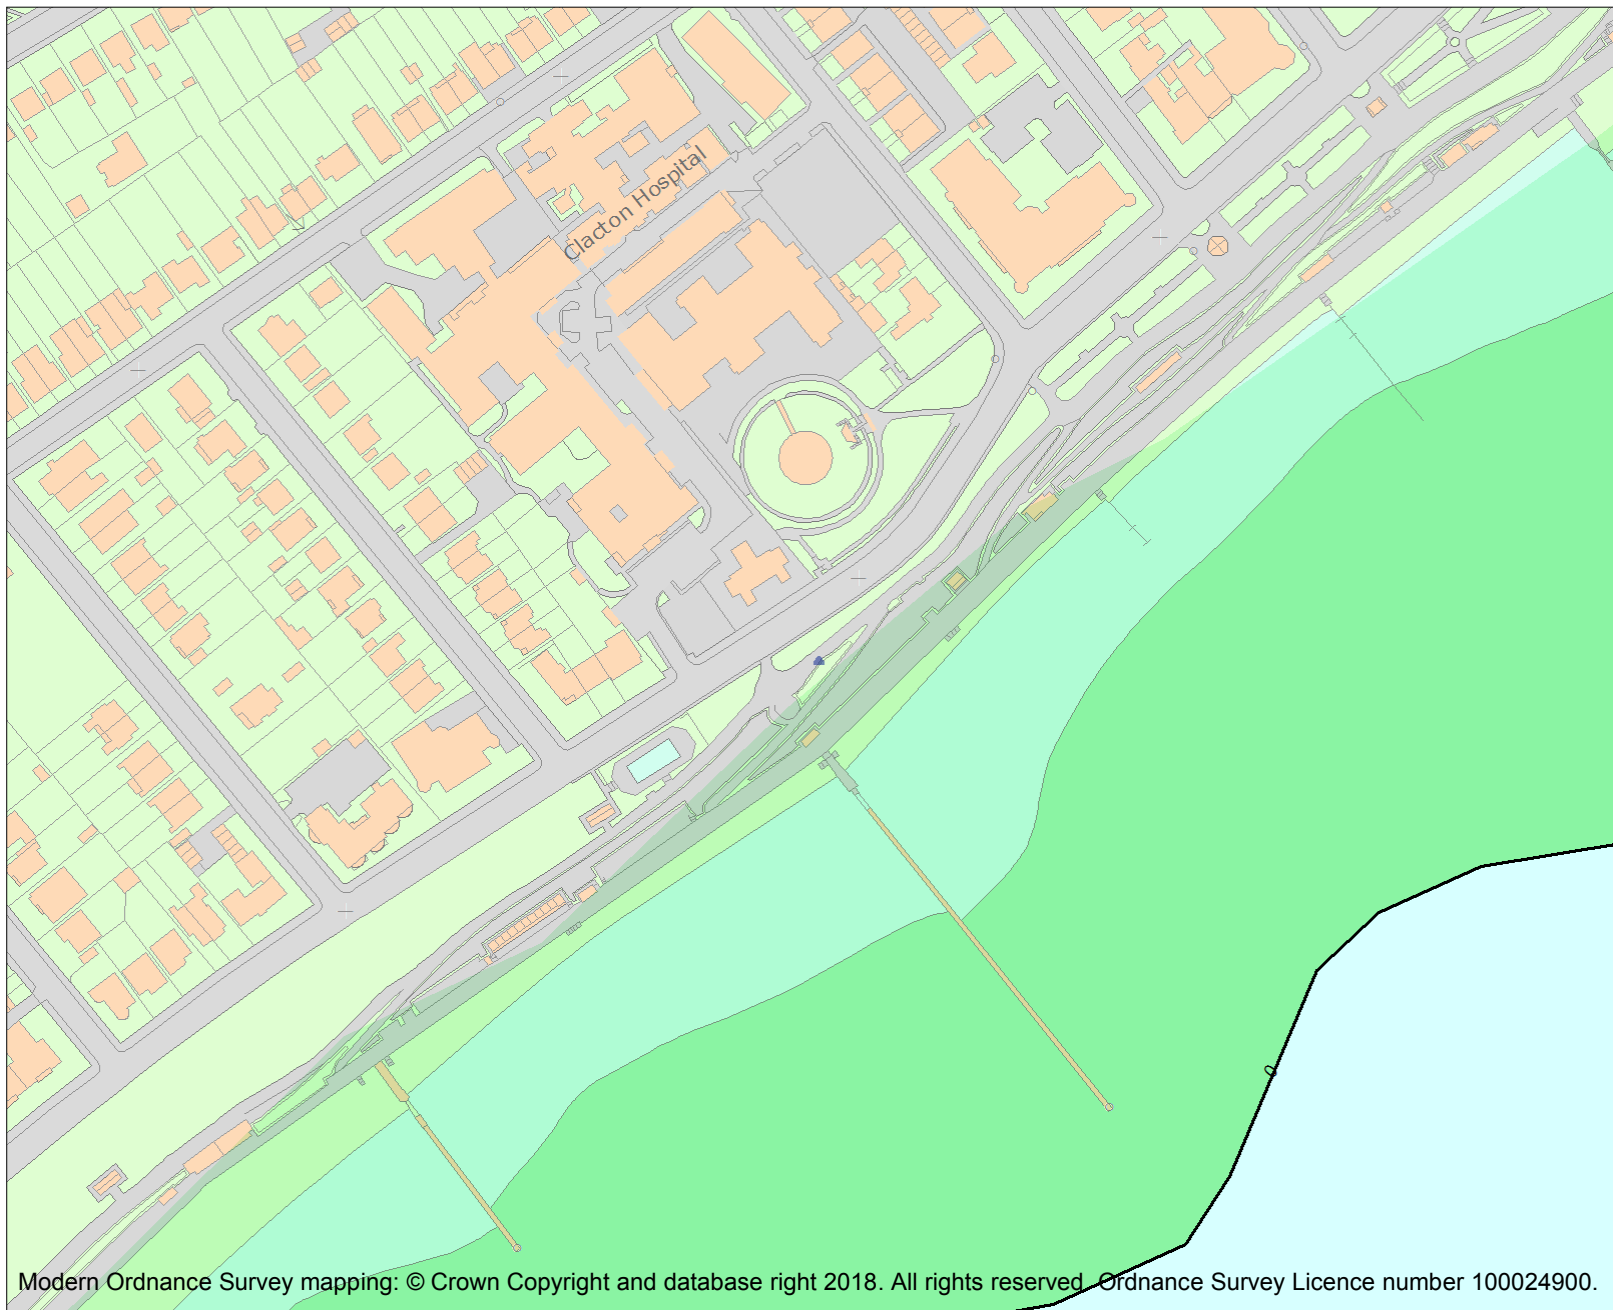 Clacton Hospital
0
Modern Ordnance Survey mapping: © Crown Copyright and database right 2018. All rights reserved. Ordnance Survey Licence number 100024900.